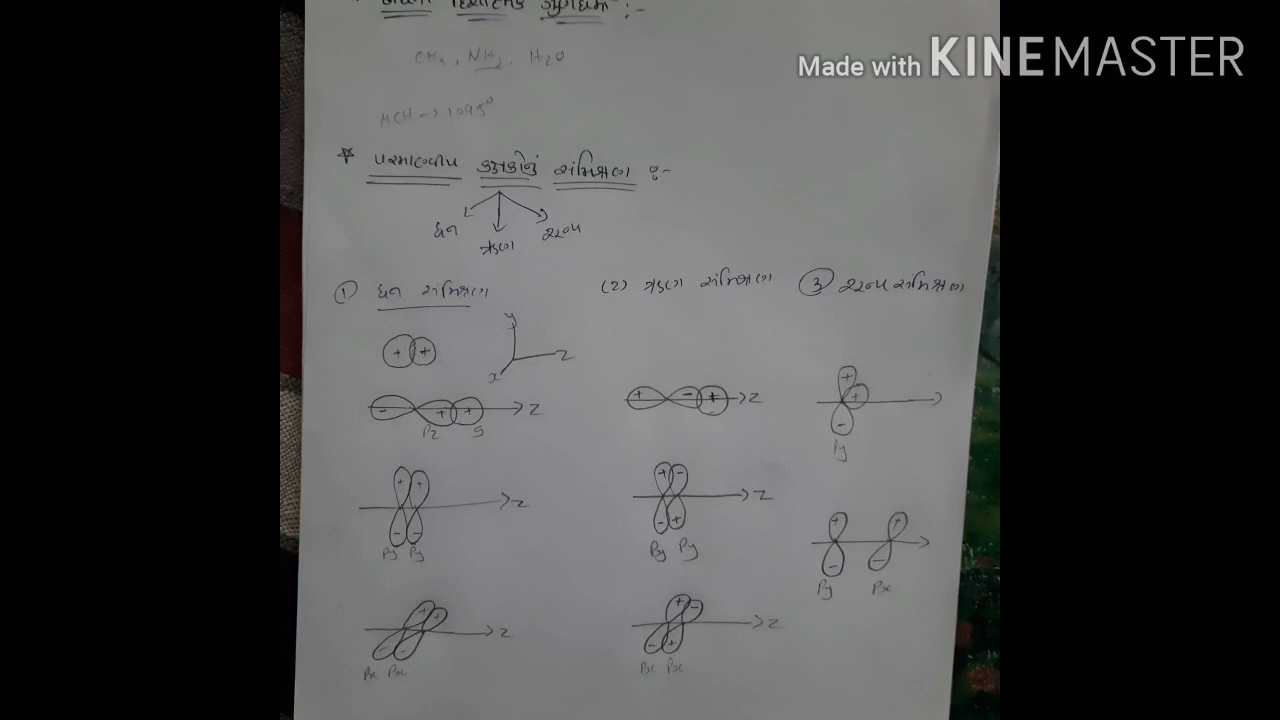 Made with KINEMASTER
CH4, NH3, H2O
HCH → 109.5°
* પરમાણ્વીય કક્ષકોનું સંમિશ્રણ :-
ધન ઋણ શૂન્ય
① ધન સંમિશ્રણ (2) ઋણ સંમિશ્રણ ③ શૂન્ય સંમિશ્રણ
+ + y z x
- + + z
Pz s
+ - + z
+ + -
Py
+ + - - z
Py Py
+ - - + z
Py Py
+ + - -
Py Px
+ + - - z
Px Px
+ - - + z
Px Px